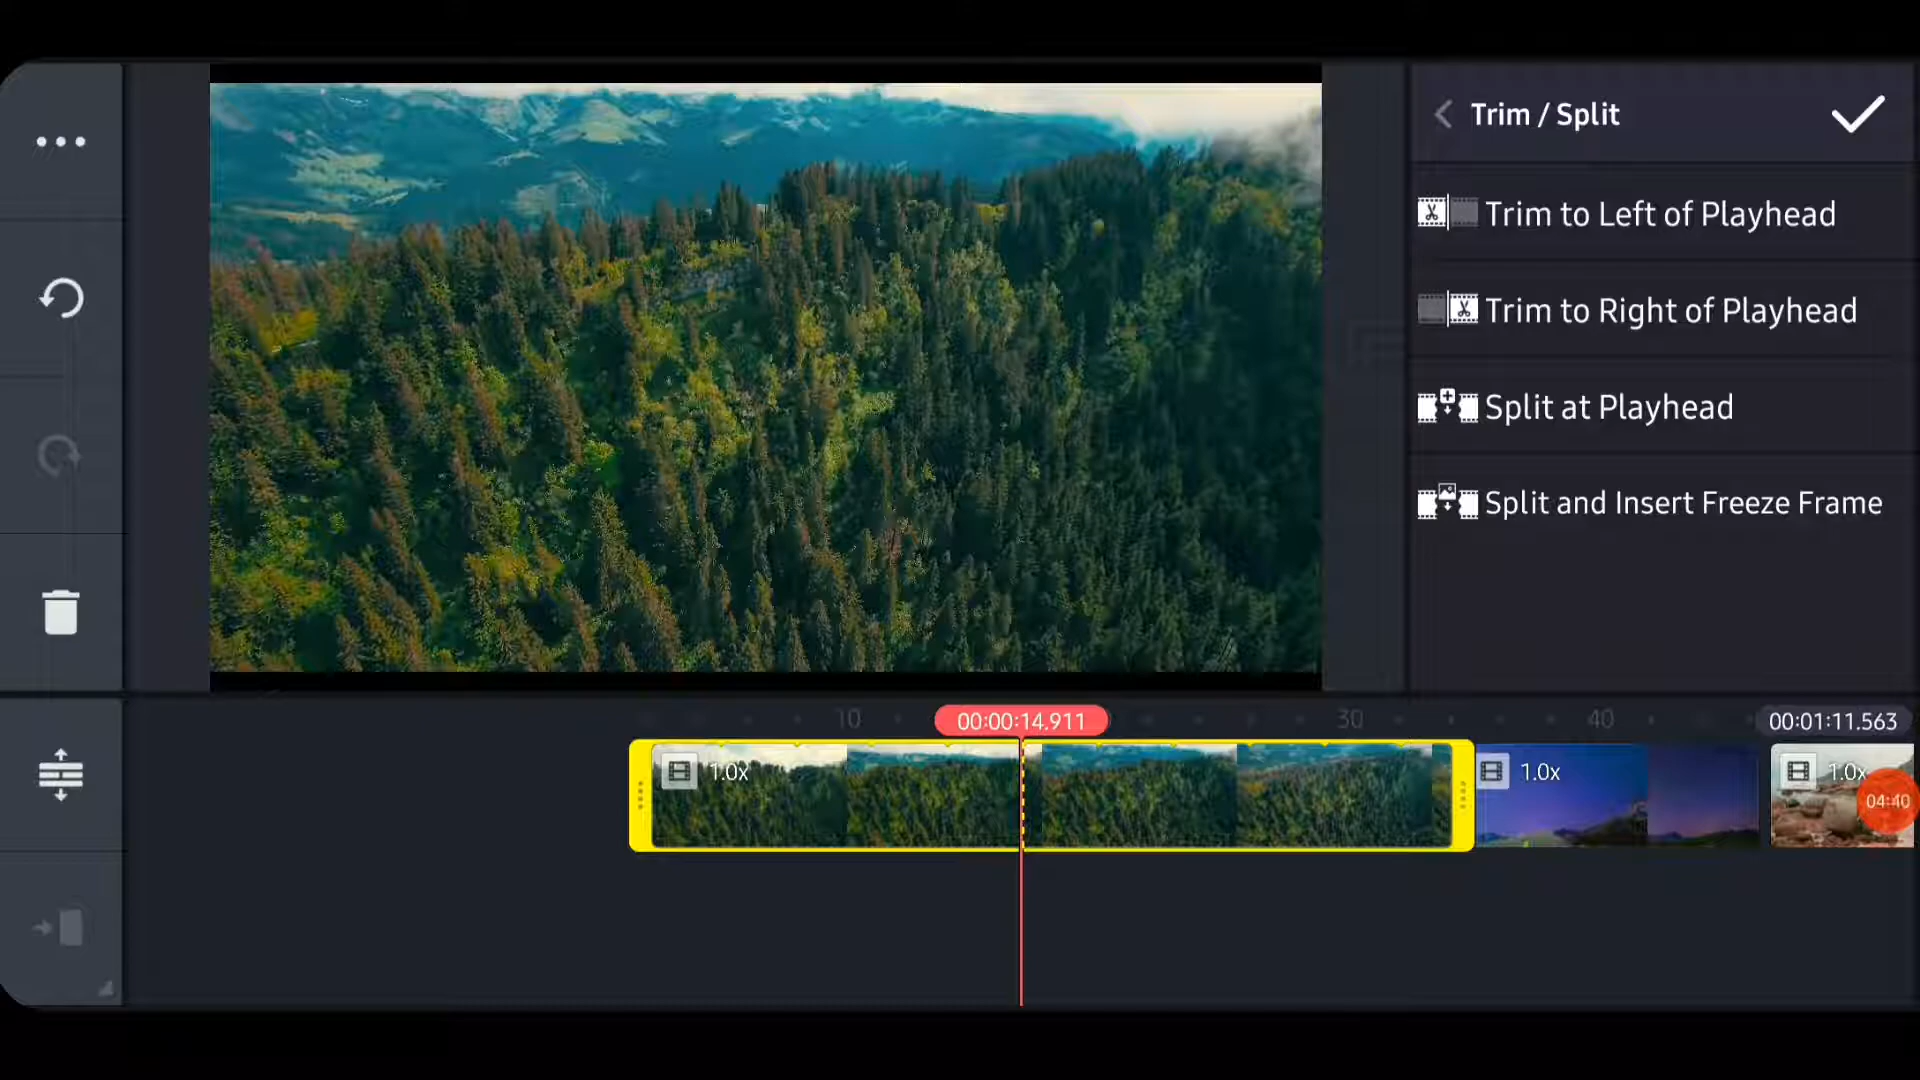 Trim / Split
Trim to Left of Playhead
Trim to Right of Playhead
Split at Playhead
Split and Insert Freeze Frame
10
00:00:14.911
30
40
00:01:11.563
1.0x
1.0x
1.0x
04:40